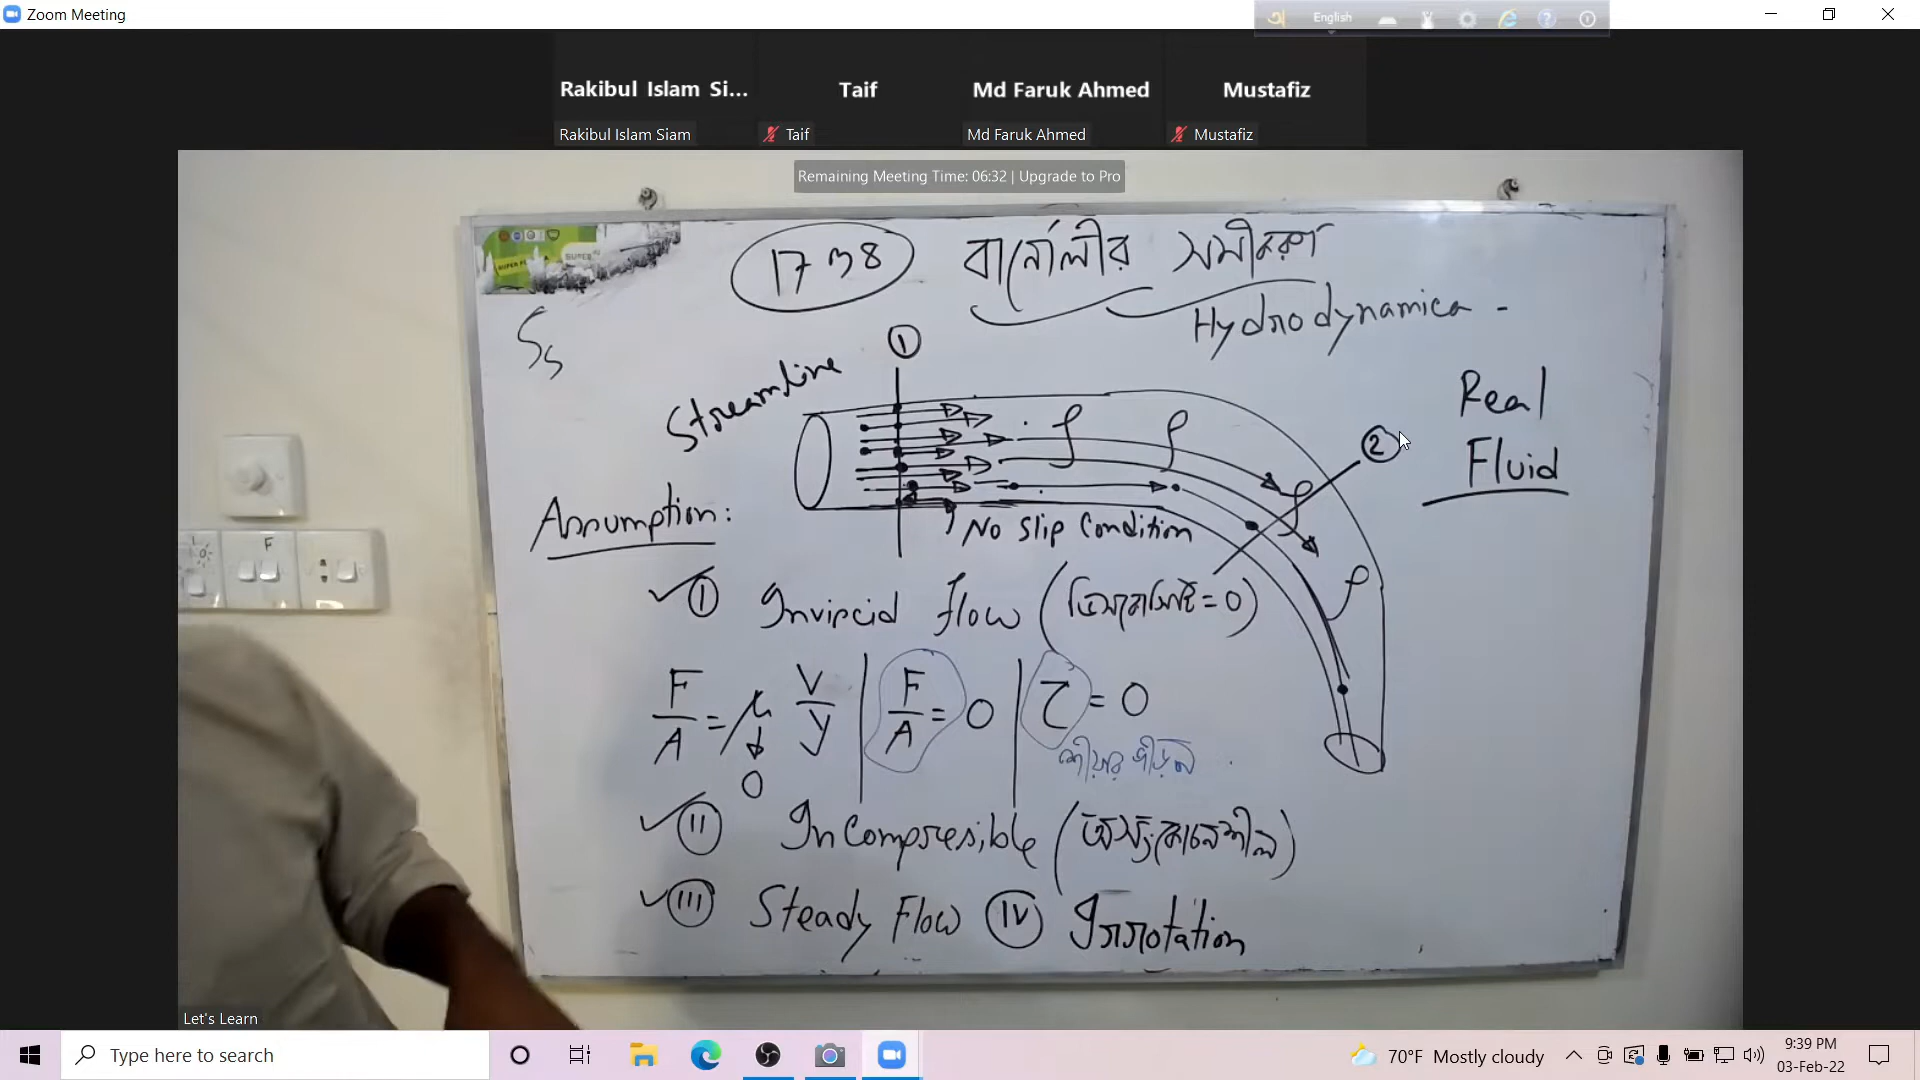 Zoom Meeting
English
Rakibul Islam Si... Taif Md Faruk Ahmed Mustafiz
Rakibul Islam Siam Taif Md Faruk Ahmed Mustafiz
Remaining Meeting Time: 06:32 | Upgrade to Pro
SUPER
1738 বার্নোলীর সমীকরণ
Hydrodynamica -
1
Streamline
Real
Fluid
ρ ρ 2
ρ
ρ
Assumption:
No Slip Condition
I Inviscid flow (ভিসকোসিটি = 0)
F/A = μ V/y | F/A = 0 | τ = 0
0
শীয়ার পীড়ন
II InCompressible (অসংকোচনশীল)
III Steady Flow IV Irrotation
Let's Learn
Type here to search
70°F Mostly cloudy
9:39 PM
03-Feb-22